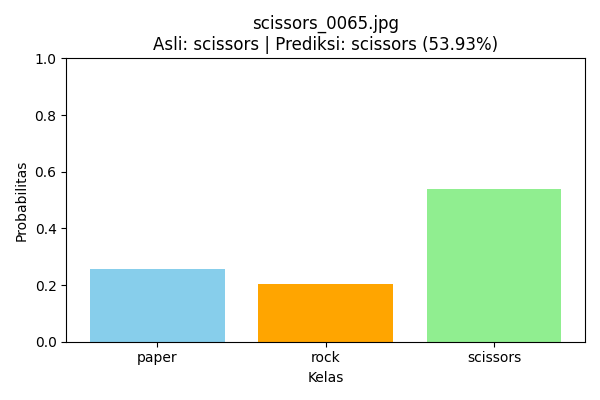 scissors_0065.jpg
Asli: scissors | Prediksi: scissors (53.93%)
1.0
0.8
0.6
0.4
0.2
0.0
Probabilitas
paper rock scissors
Kelas